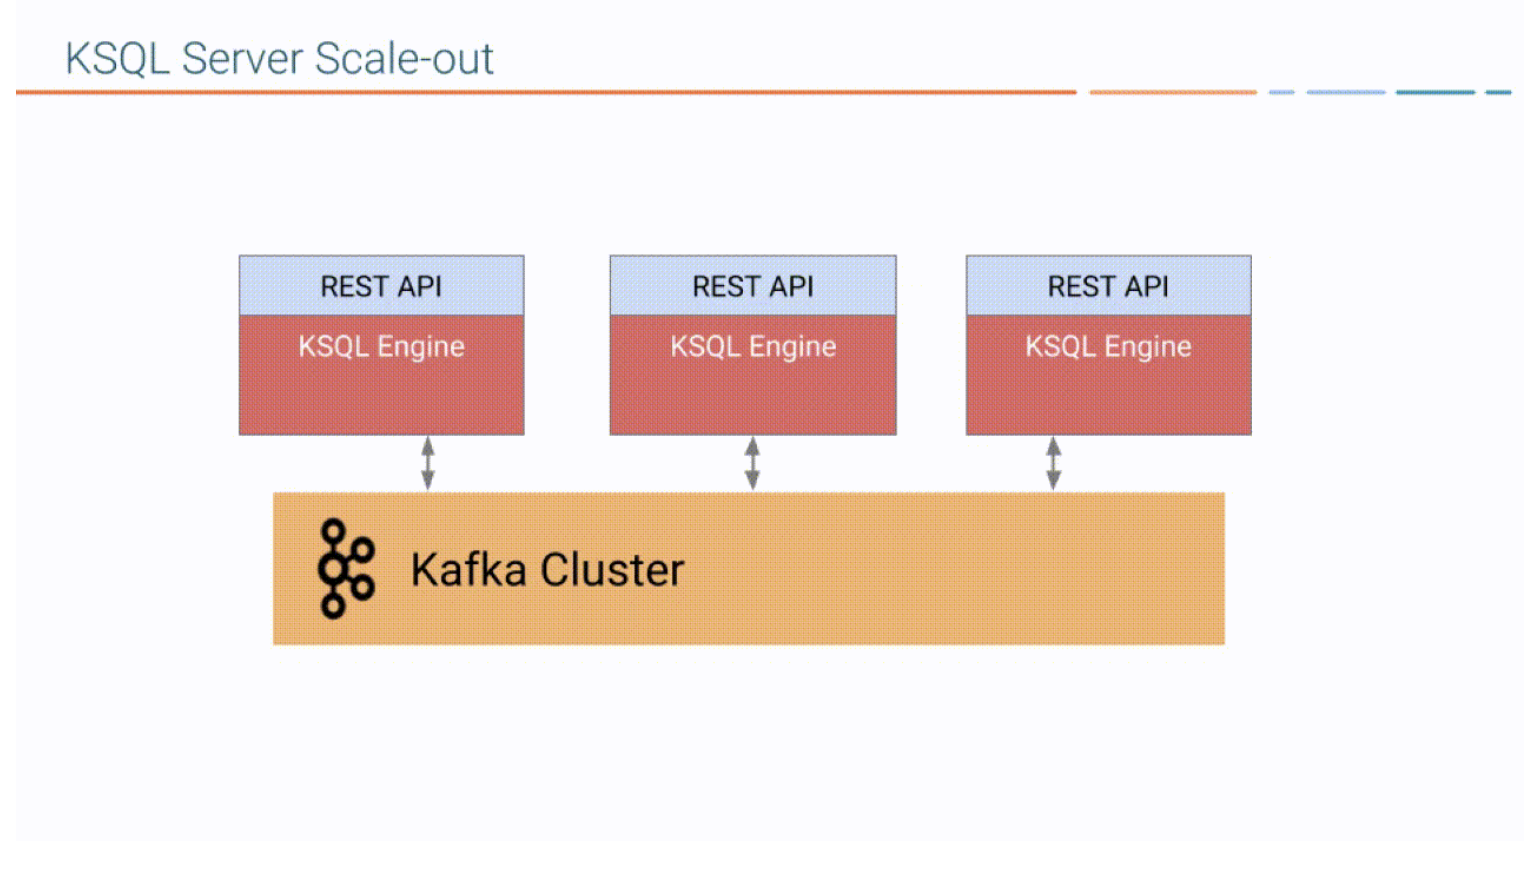 KSQL Server Scale-out
REST API
REST API
REST API
KSQL Engine
KSQL Engine
KSQL Engine
Kafka Cluster